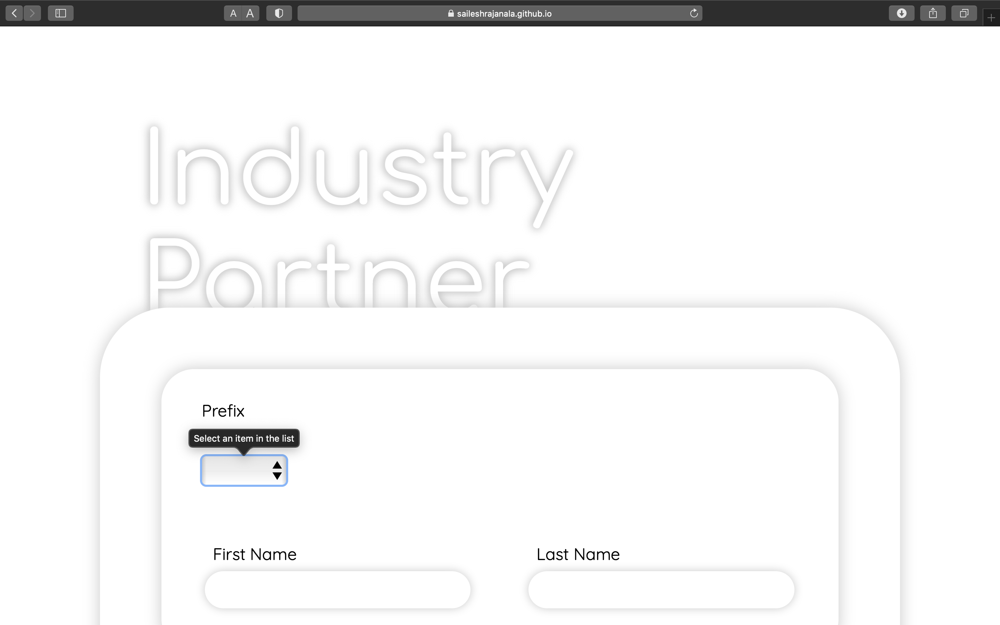 A A saileshrajanala.github.io
Industry
Partner
Prefix
Select an item in the list
First Name Last Name